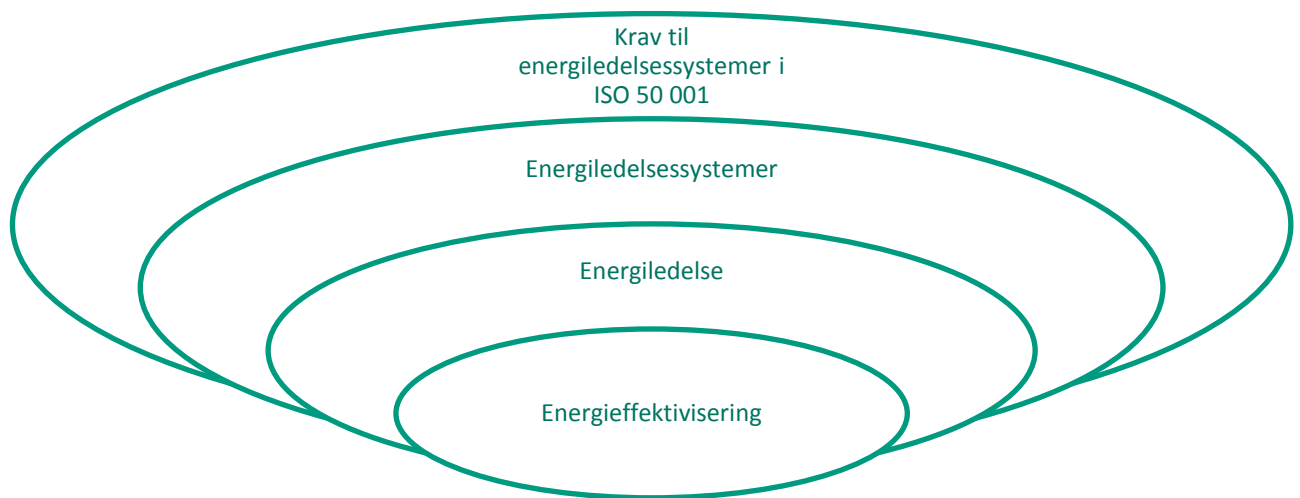 Krav til
energiledelsessystemer i
ISO 50 001
Energiledelsessystemer
Energiledelse
Energieffektivisering